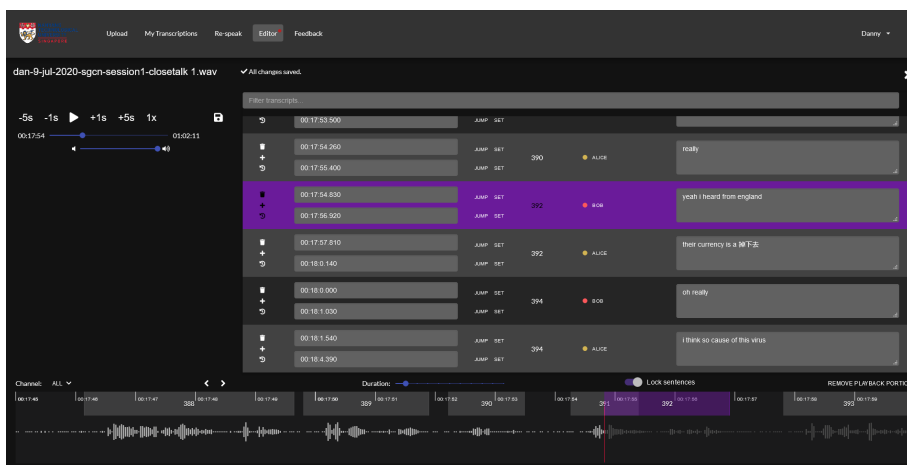 Upload My Transcriptions Re-speak Editor Feedback Danny
dan-9-jul-2020-sgcn-session1-closetalk 1.wav
All changes saved.
Filter transcripts...
-5s -1s +1s +5s 1x
00:17:54 01:02:11
00:17:53.500 JUMP SET
00:17:54.260 JUMP SET
390 ALICE
really
00:17:55.400 JUMP SET
00:17:54.830 JUMP SET
392 BOB
yeah i heard from england
00:17:56.920 JUMP SET
00:17:57.810 JUMP SET
392 ALICE
their currency is a 掉下去
00:18:0.140 JUMP SET
00:18:0.000 JUMP SET
394 BOB
oh really
00:18:1.030 JUMP SET
00:18:1.540 JUMP SET
394 ALICE
i think so cause of this virus
00:18:4.390 JUMP SET
Channel: ALL Duration: Lock sentences REMOVE PLAYBACK PORTIO
00:17:45 00:17:46 00:17:47 00:17:48 00:17:49 00:17:50 00:17:51 00:17:52 00:17:53 00:17:54 00:17:55 00:17:56 00:17:57 00:17:58 00:17:59
388 389 390 391 392 393